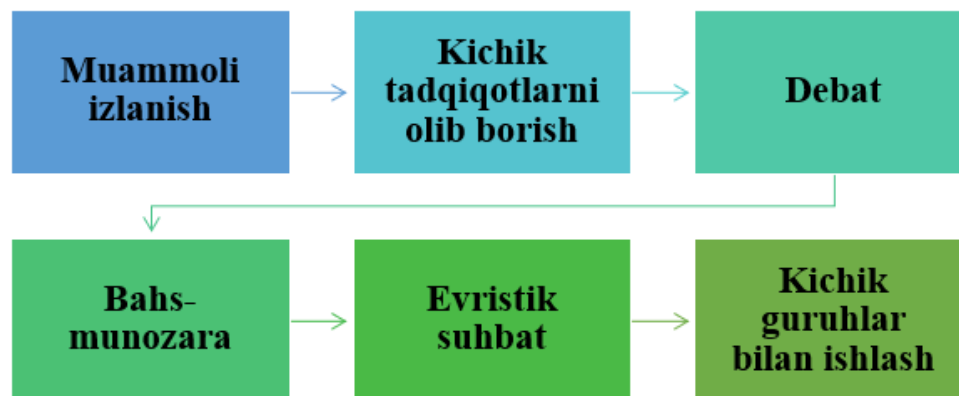 Muammoli
izlanish
Kichik
tadqiqotlarni
olib borish
Debat
Bahs-
munozara
Evristik
suhbat
Kichik
guruhlar
bilan ishlash